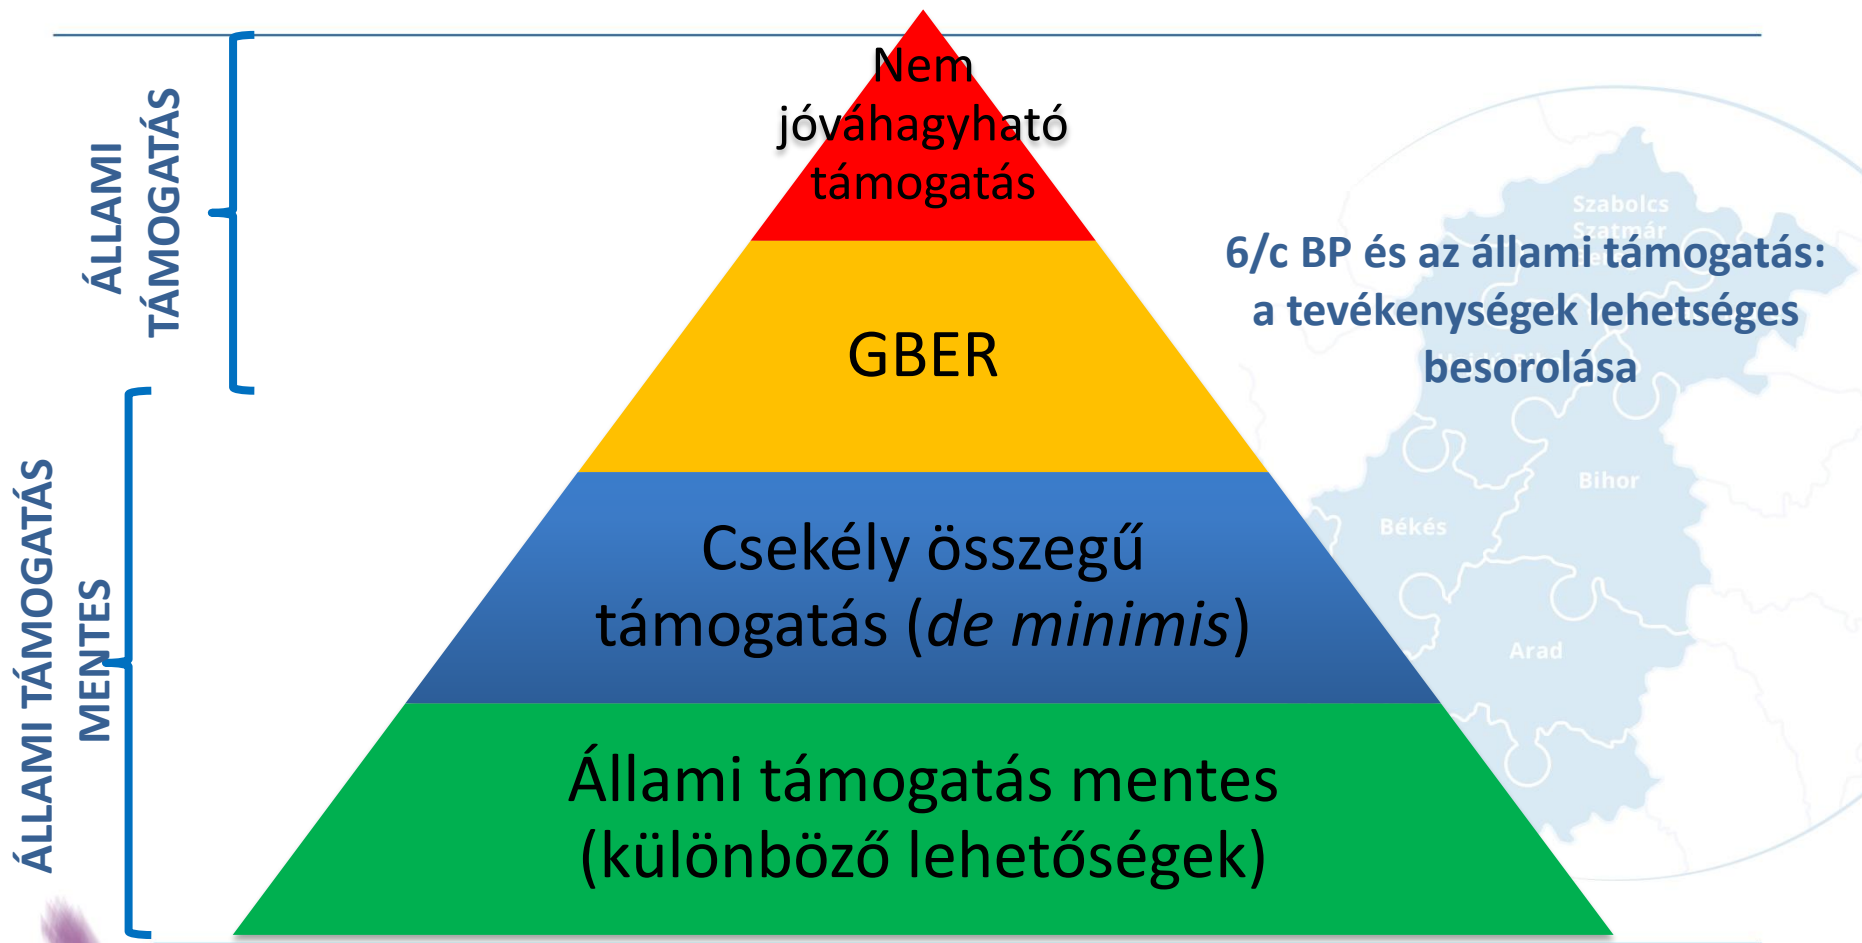 ÁLLAMI
TÁMOGATÁS
ÁLLAMI TÁMOGATÁS
MENTES
Nem
jóváhagyható
támogatás
GBER
Csekély összegű
támogatás (de minimis)
Állami támogatás mentes
(különböző lehetőségek)
6/c BP és az állami támogatás:
a tevékenységek lehetséges
besorolása
Szabolcs
Szatmár
Bihor
Békés
Arad